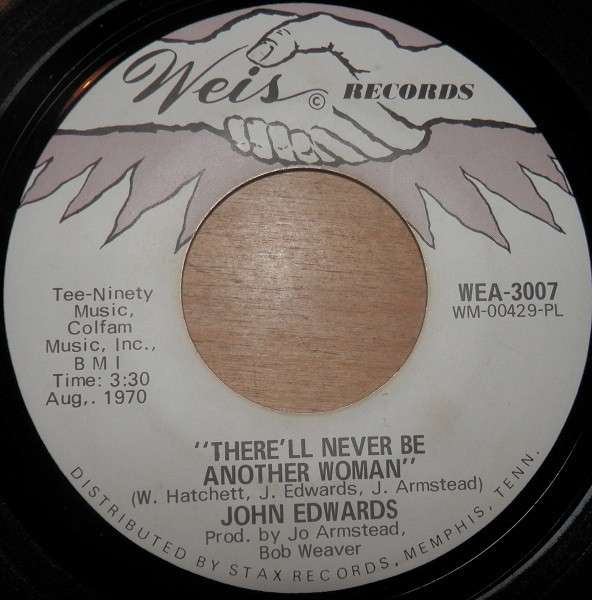 Weis © RECORDS
Tee-Ninety
Music,
Colfam
Music, Inc.,
B M I
Time: 3:30
Aug,. 1970
WEA-3007
WM-00429-PL
"THERE'LL NEVER BE
ANOTHER WOMAN"
(W. Hatchett, J. Edwards, J. Armstead)
JOHN EDWARDS
Prod. by Jo Armstead,
Bob Weaver
DISTRIBUTED BY STAX RECORDS, MEMPHIS, TENN.